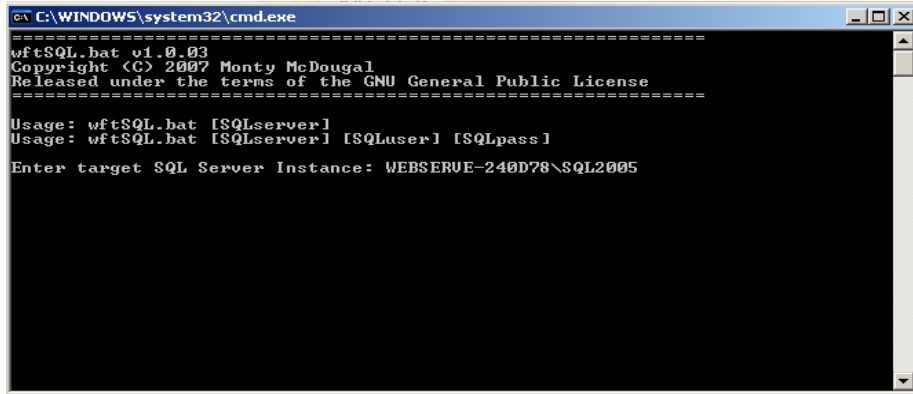 C:\WINDOWS\system32\cmd.exe
======================================================================
wftSQL.bat v1.0.03
Copyright (C) 2007 Monty McDougal
Released under the terms of the GNU General Public License
======================================================================
Usage: wftSQL.bat [SQLserver]
Usage: wftSQL.bat [SQLserver] [SQLuser] [SQLpass]
Enter target SQL Server Instance: WEBSERVE-240D78\SQL2005